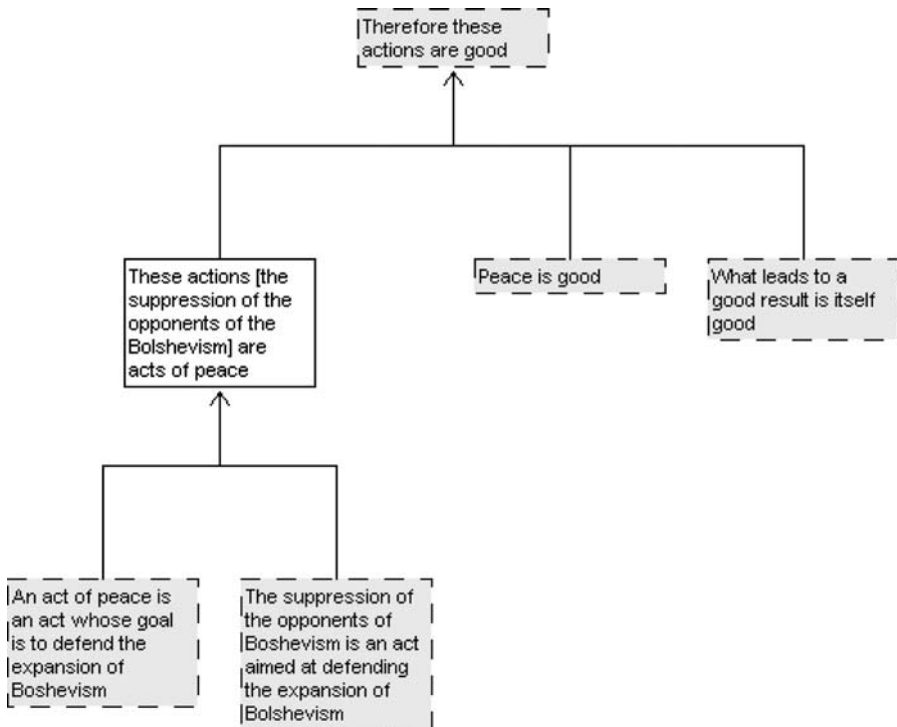 Therefore these
actions are good
These actions [the
suppression of the
opponents of the
Bolshevism] are
acts of peace
Peace is good
What leads to a
good result is itself
good
An act of peace is
an act whose goal
is to defend the
expansion of
Boshevism
The suppression of
the opponents of
Boshevism is an act
aimed at defending
the expansion of
Bolshevism